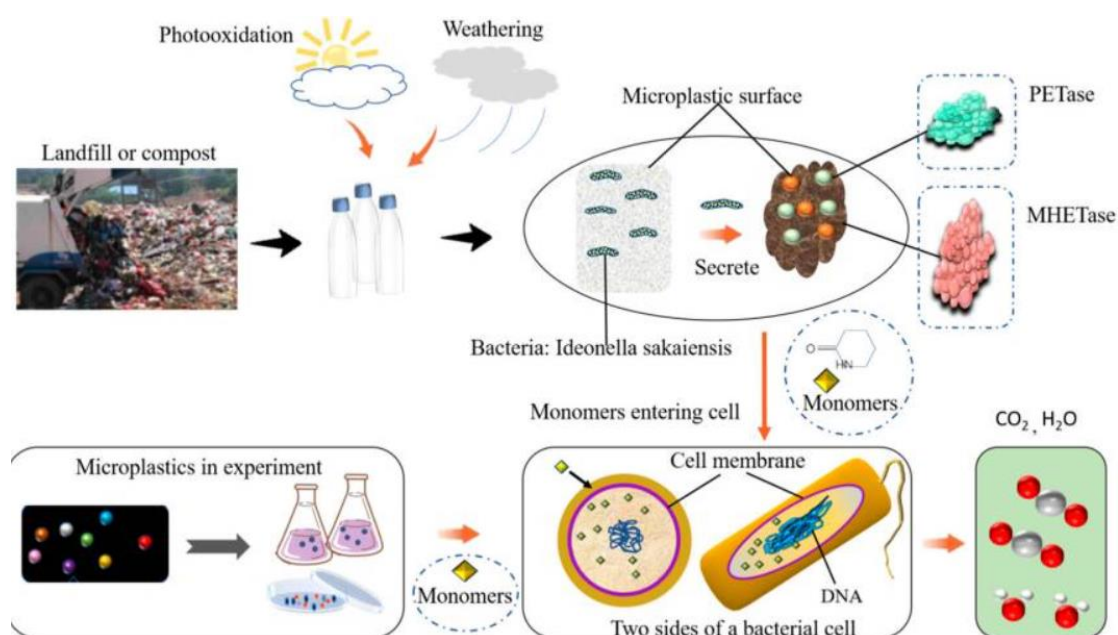 Photooxidation
Weathering
Landfill or compost
Microplastic surface
PETase
MHETase
Secrete
Bacteria: Ideonella sakaiensis
O
HN
Monomers
Monomers entering cell
CO₂ , H₂O
Microplastics in experiment
Cell membrane
Monomers
DNA
Two sides of a bacterial cell